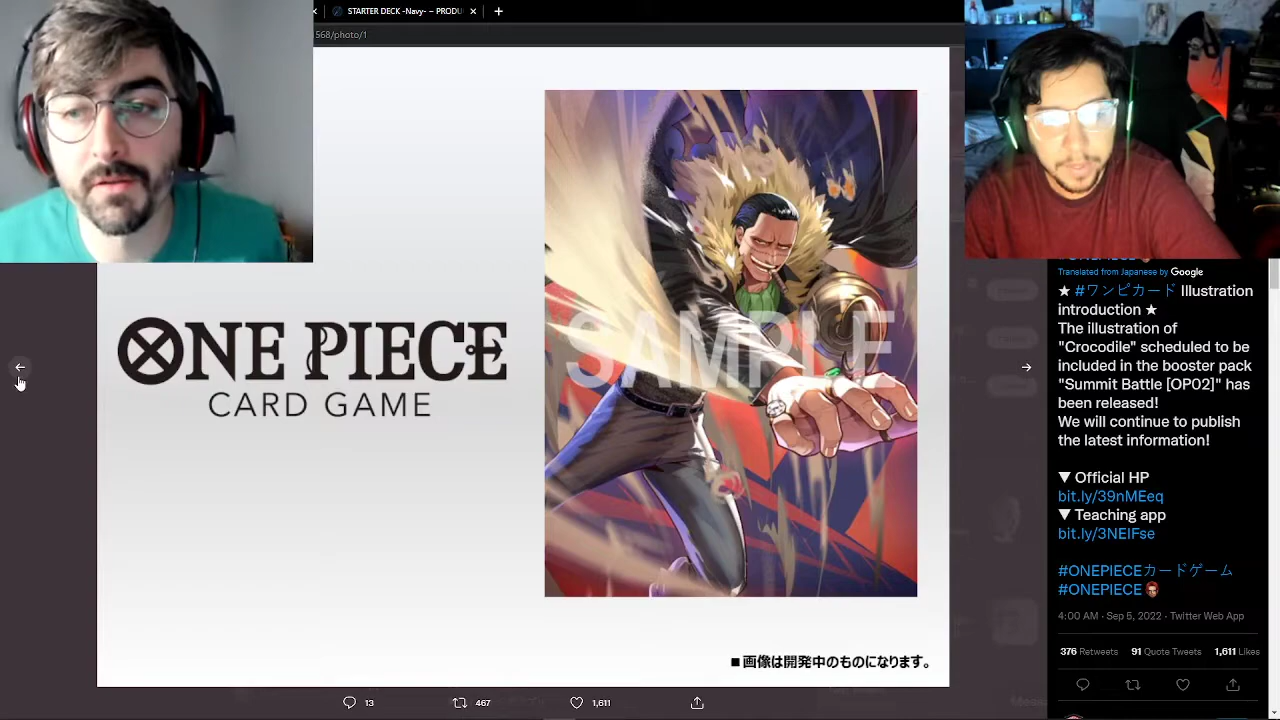 STARTER DECK -Navy- – PRODU
568/photo/1
ONE PIECE
CARD GAME
SAMPLE
■画像は開発中のものになります。
13
467
1,611
Translated from Japanese by Google
★ #ワンピカード Illustration
introduction ★
The illustration of
"Crocodile" scheduled to be
included in the booster pack
"Summit Battle [OP02]" has
been released!
We will continue to publish
the latest information!
▼ Official HP
bit.ly/39nMEeq
▼ Teaching app
bit.ly/3NEIFse
#ONEPIECEカードゲーム
#ONEPIECE
4:00 AM · Sep 5, 2022 · Twitter Web App
376 Retweets 91 Quote Tweets 1,611 Likes